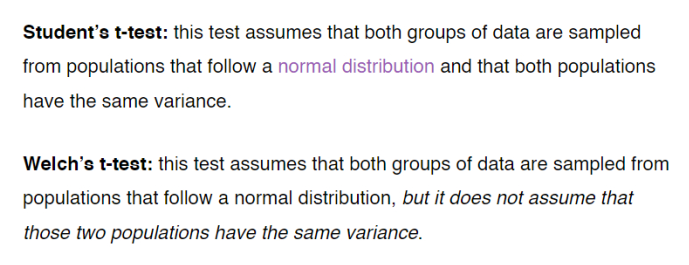 Student’s t-test: this test assumes that both groups of data are sampled
from populations that follow a normal distribution and that both populations
have the same variance.
Welch’s t-test: this test assumes that both groups of data are sampled from
populations that follow a normal distribution, but it does not assume that
those two populations have the same variance.